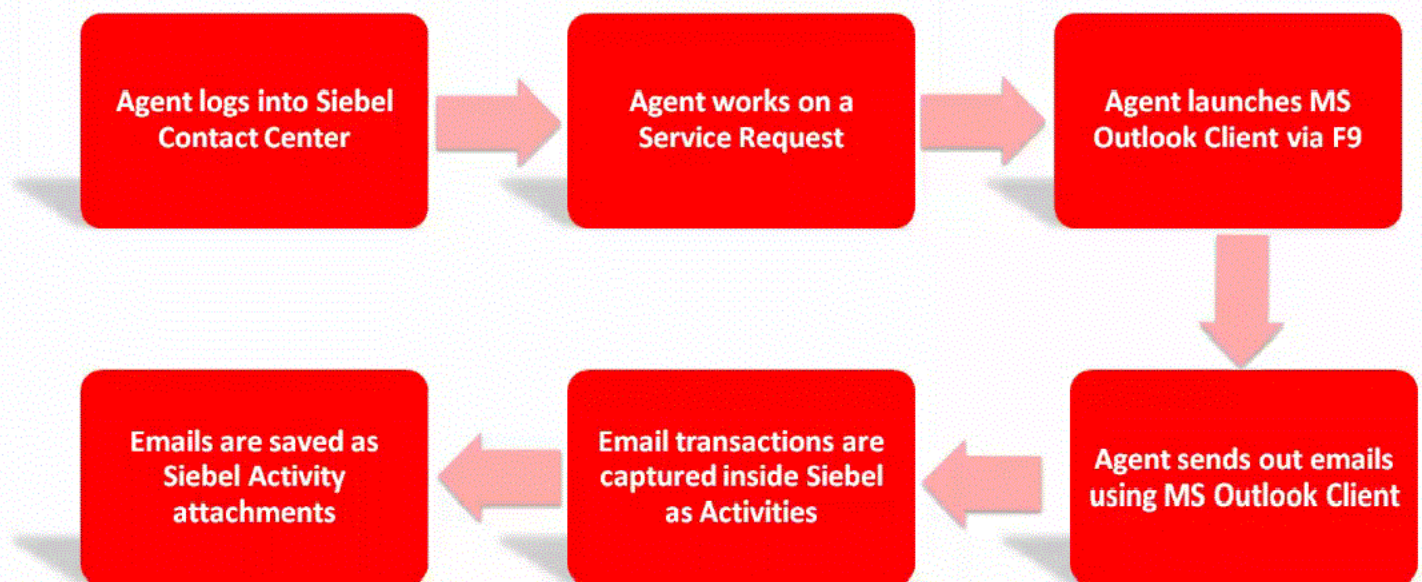 Agent logs into Siebel
Contact Center
Agent works on a
Service Request
Agent launches MS
Outlook Client via F9
Agent sends out emails
using MS Outlook Client
Email transactions are
captured inside Siebel
as Activities
Emails are saved as
Siebel Activity
attachments